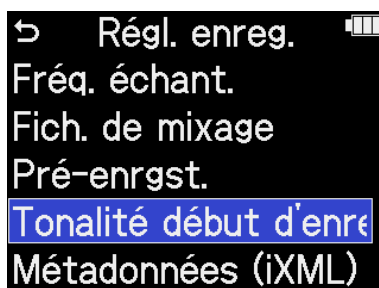 Régl. enreg.
Fréq. échant.
Fich. de mixage
Pré-enrgst.
Tonalité début d'enre
Métadonnées (iXML)